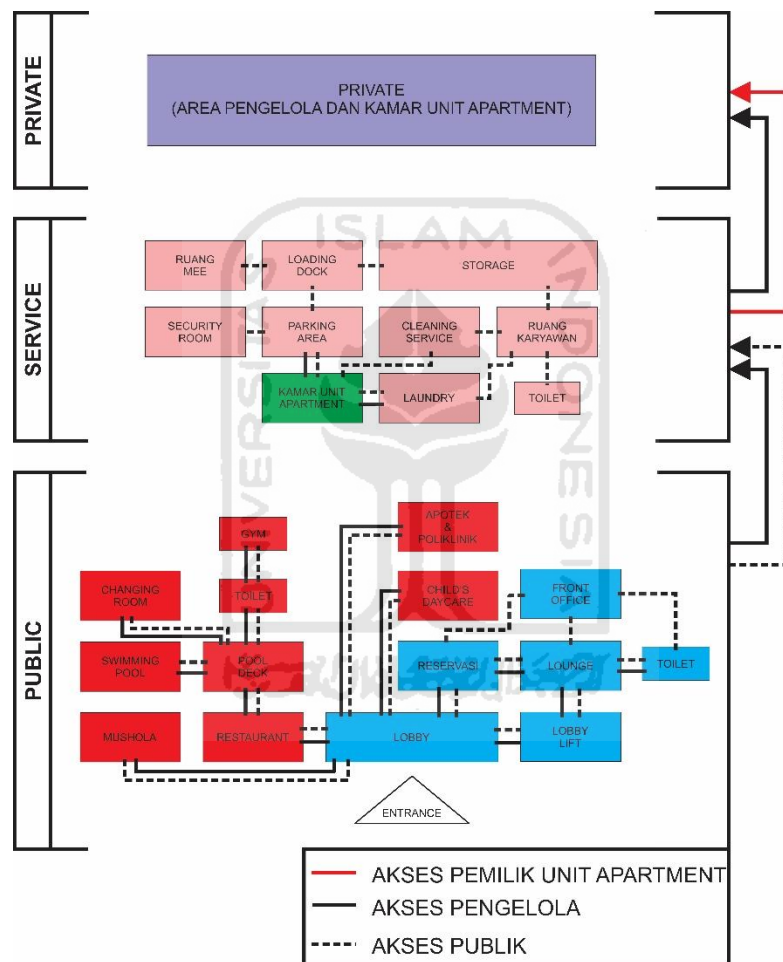 PRIVATE
PRIVATE
(AREA PENGELOLA DAN KAMAR UNIT APARTMENT)
SERVICE
RUANG
MEE
LOADING
DOCK
STORAGE
SECURITY
ROOM
PARKING
AREA
CLEANING
SERVICE
RUANG
KARYAWAN
KAMAR UNIT
APARTMENT
LAUNDRY
TOILET
PUBLIC
GYM
APOTEK
&
POLIKLINIK
CHANGING
ROOM
TOILET
CHILD'S
DAYCARE
FRONT
OFFICE
SWIMMING
POOL
POOL
DECK
RESERVASI
LOUNGE
TOILET
MUSHOLA
RESTAURANT
LOBBY
LOBBY
LIFT
ENTRANCE
AKSES PEMILIK UNIT APARTMENT
AKSES PENGELOLA
AKSES PUBLIK
UNIVERSITAS
ISLAM
INDONESIA